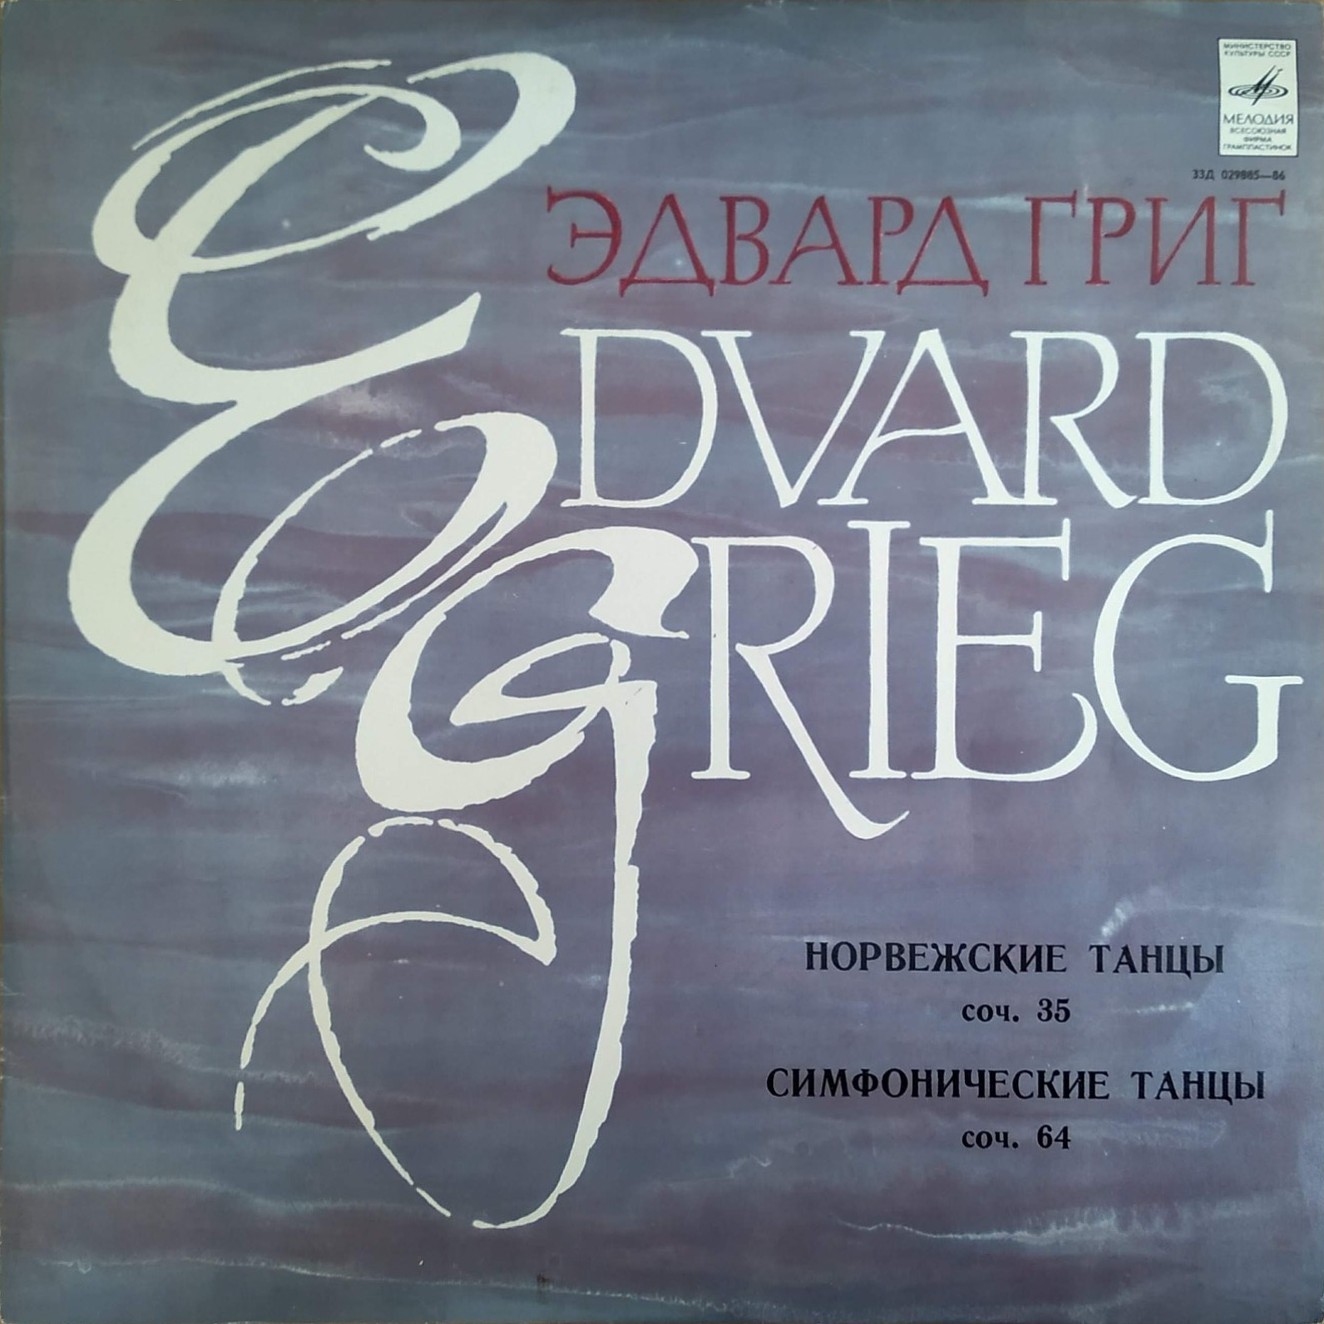 МИНИСТЕРСТВО
КУЛЬТУРЫ СССР
МЕЛОДИЯ
ВСЕСОЮЗНАЯ
ФИРМА
ГРАМПЛАСТИНОК
33Д 029885—86
ЭДВАРД ГРИГ
EDVARD
GRIEG
НОРВЕЖСКИЕ ТАНЦЫ
соч. 35
СИМФОНИЧЕСКИЕ ТАНЦЫ
соч. 64